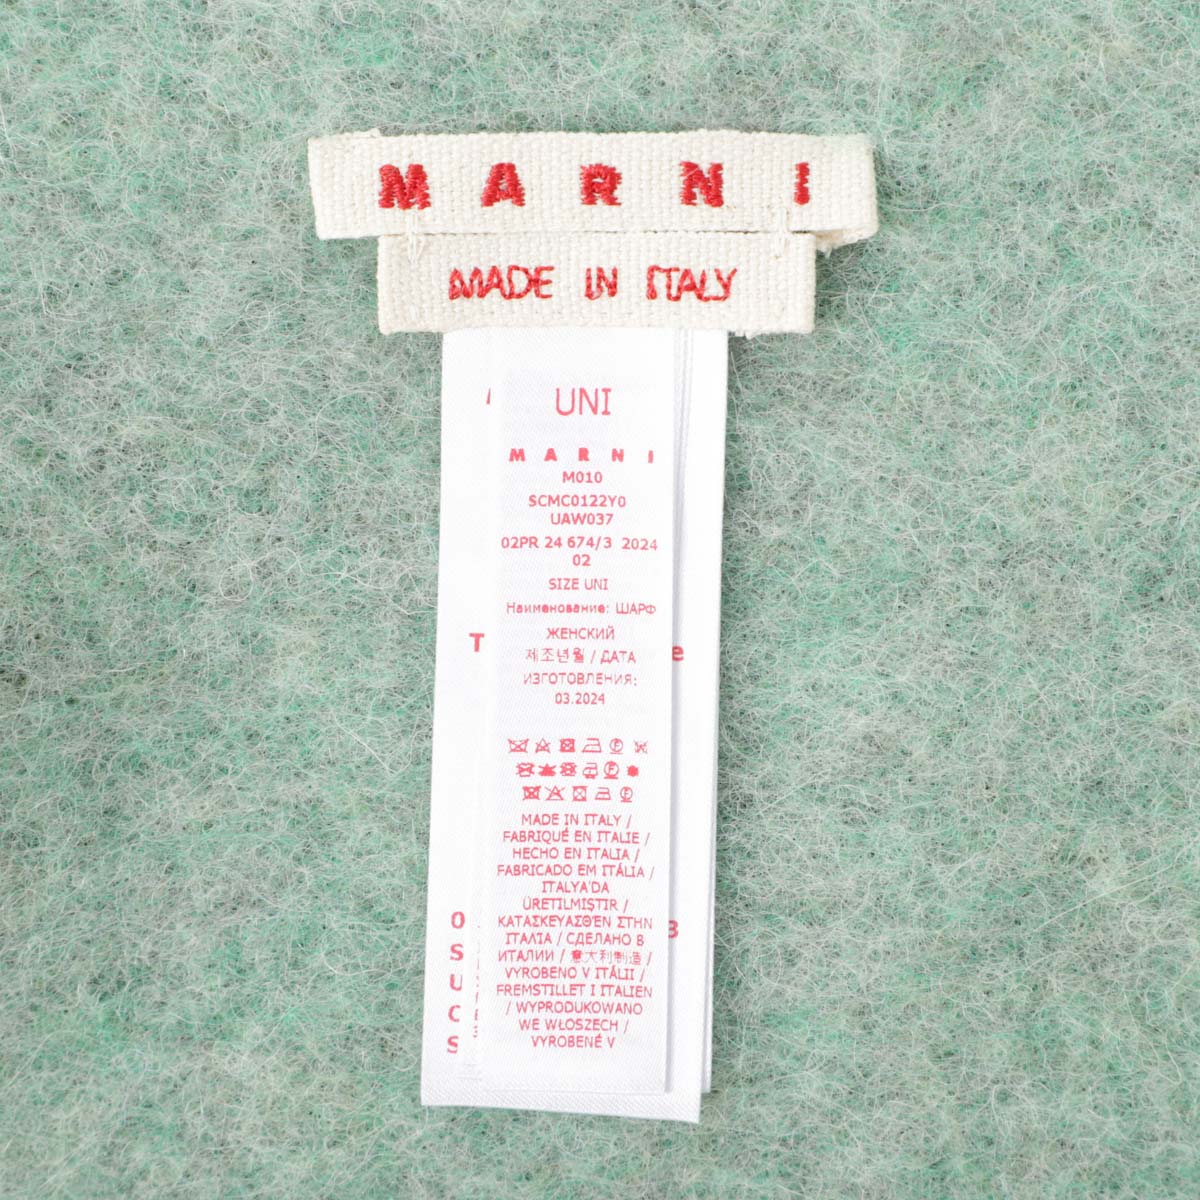 MARNI
MADE IN ITALY
UNI
MARNI
M010
SCMC0122Y0
UAW037
02PR 24 674/3 2024
02
SIZE UNI
Наименование: ШАРФ
ЖЕНСКИЙ
제조년월 / ДАТА
ИЗГОТОВЛЕНИЯ:
03.2024
MADE IN ITALY /
FABRIQUÉ EN ITALIE /
HECHO EN ITALIA /
FABRICADO EM ITÁLIA /
ITALYA'DA
ÜRETILMIŞTIR /
ΚΑΤΑΣΚΕΥΑΣΘΈΝ ΣΤΗΝ
ΙΤΑΛΊΑ / СДЕЛАНО В
ИТАЛИИ / 意大利制造 /
VYROBENO V ITÁLII /
FREMSTILLET I ITALIEN
/ WYPRODUKOWANO
WE WŁOSZECH /
VYROBENÉ V